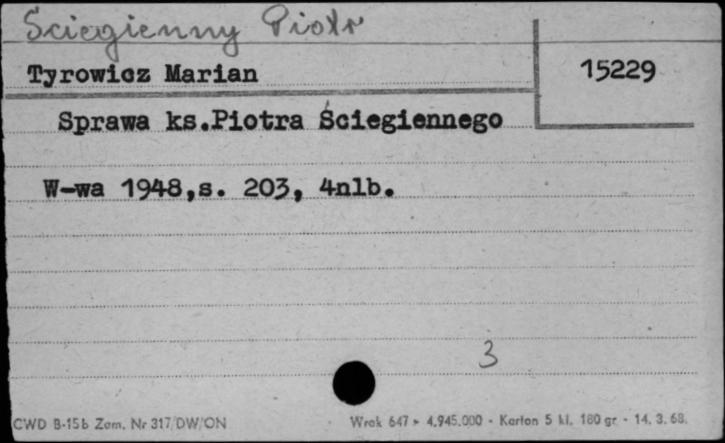 Ściegienny Piotr
Tyrowicz Marian
15229
Sprawa ks.Piotra Ściegiennego
W-wa 1948,s. 203, 4nlb.
3
CWD B-15b Zam. Nr 317/DW/ON
Wrok 647 > 4.945.000 - Karton 5 kl. 180 gr. - 14. 3. 68.